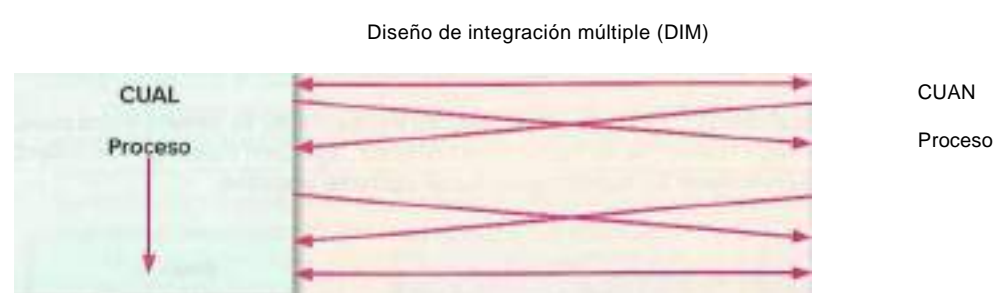 Diseño de integración múltiple (DIM)
CUAL
CUAN
Proceso
Proceso